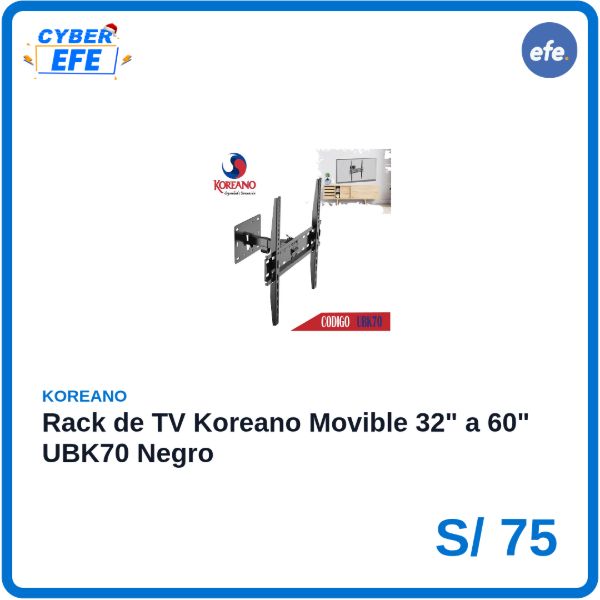 CYBER
EFE
efe.
KOREANO
CODIGO UBK70
KOREANO
Rack de TV Koreano Movible 32" a 60"
UBK70 Negro
S/ 75